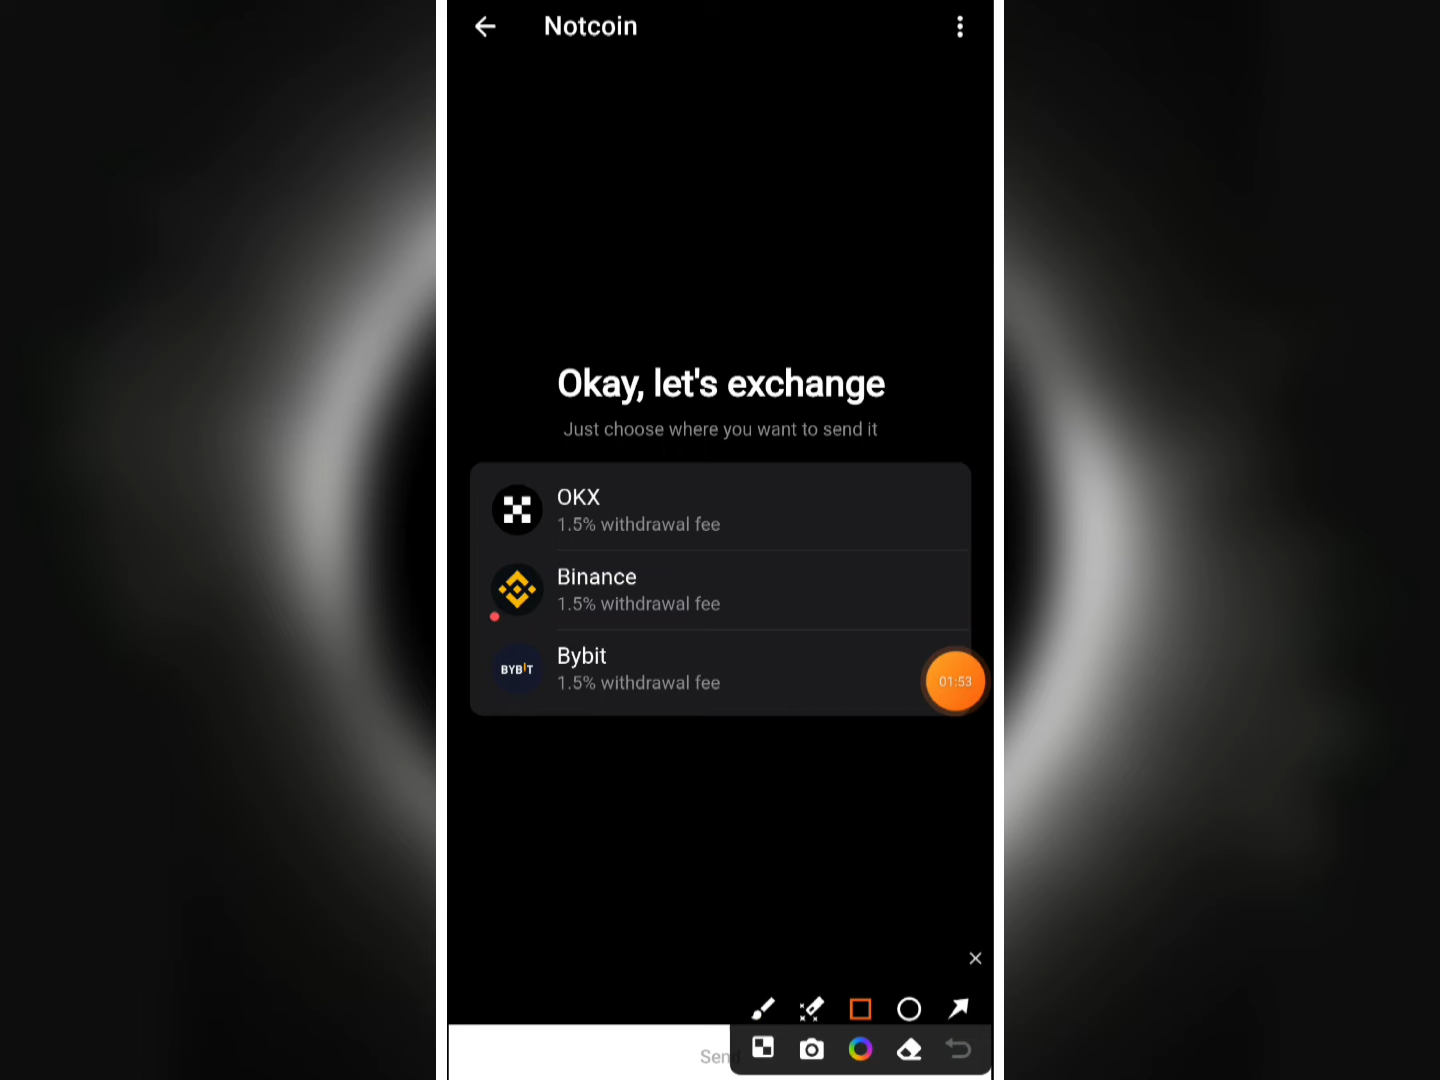 Notcoin
Okay, let's exchange
Just choose where you want to send it
OKX
1.5% withdrawal fee
Binance
1.5% withdrawal fee
BYBIT
Bybit
1.5% withdrawal fee
01:53
Sen